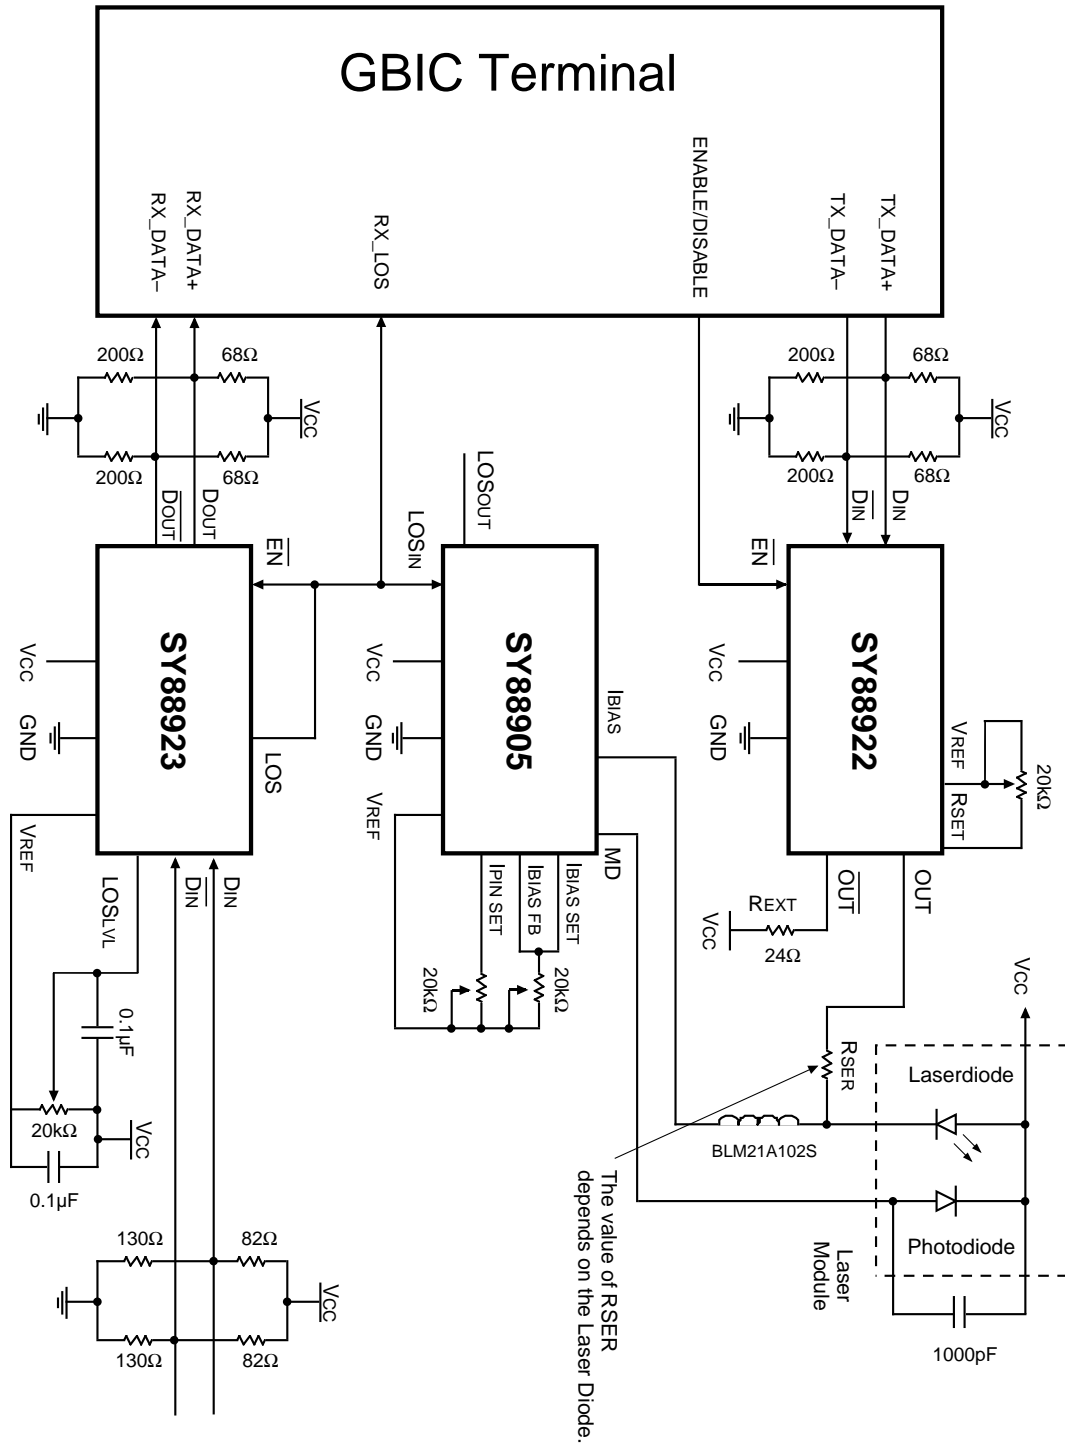 GBIC Terminal
RX_DATA–
RX_DATA+
RX_LOS
ENABLE/DISABLE
TX_DATA–
TX_DATA+
200Ω
68Ω
VCC
200Ω
68Ω
200Ω
68Ω
VCC
200Ω
68Ω
DOUT
DOUT
EN
LOSIN
LOSOUT
EN
DIN
DIN
SY88923
VCC
GND
LOS
VREF
LOSLVL
DIN
DIN
SY88905
VCC
GND
VREF
IBIAS
MD
IPIN SET
IBIAS FB
IBIAS SET
SY88922
VCC
GND
VREF
RSET
20kΩ
OUT
OUT
REXT
24Ω
VCC
20kΩ
20kΩ
0.1µF
20kΩ
VCC
0.1µF
VCC
RSER
Laserdiode
BLM21A102S
Photodiode
Laser
Module
1000pF
The value of RSER
depends on the Laser Diode.
130Ω
82Ω
VCC
130Ω
82Ω